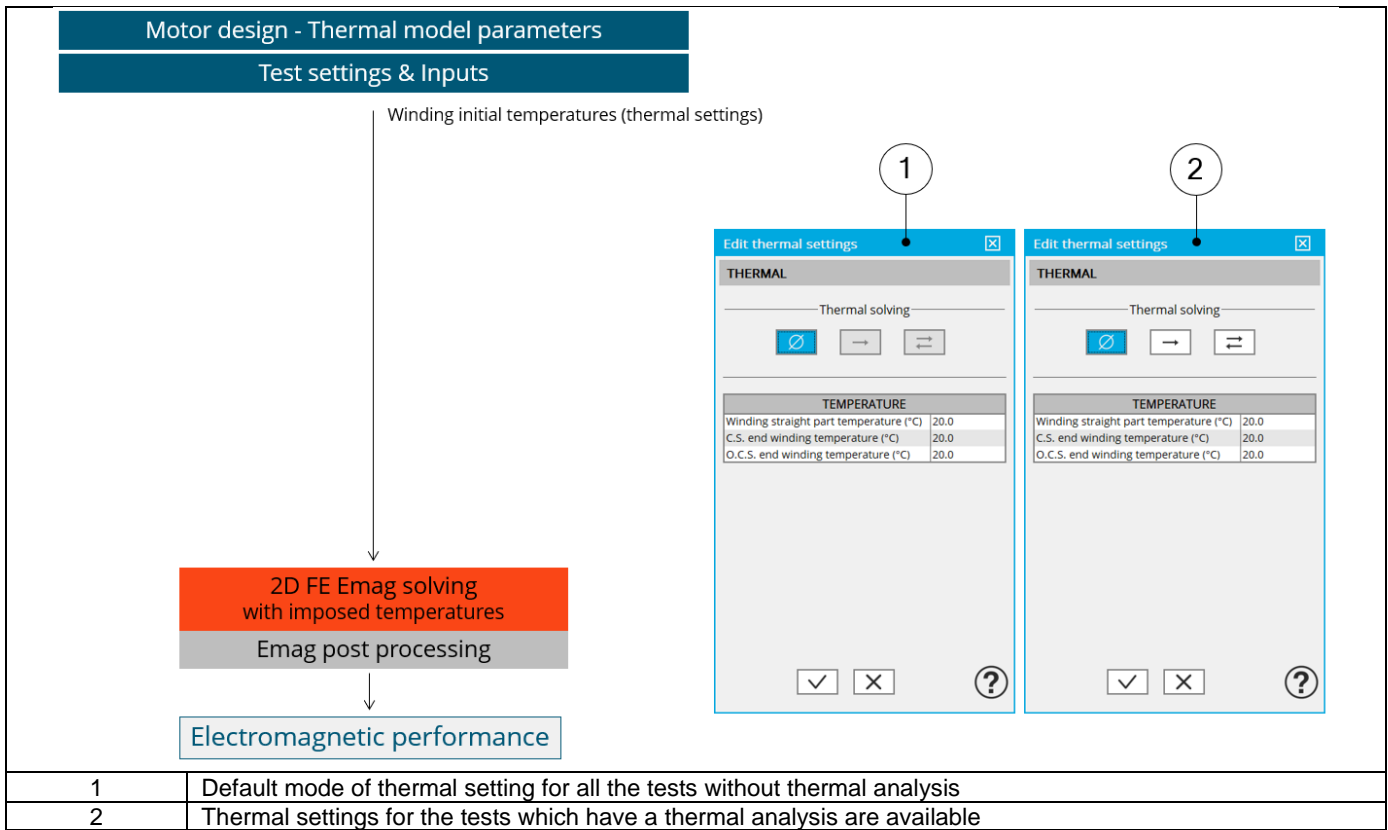 Motor design - Thermal model parameters
Test settings & Inputs
Winding initial temperatures (thermal settings)
1
2
Edit thermal settings
THERMAL
Thermal solving
TEMPERATURE
Winding straight part temperature (°C) 20.0
C.S. end winding temperature (°C) 20.0
O.C.S. end winding temperature (°C) 20.0
?
Edit thermal settings
THERMAL
Thermal solving
TEMPERATURE
Winding straight part temperature (°C) 20.0
C.S. end winding temperature (°C) 20.0
O.C.S. end winding temperature (°C) 20.0
?
2D FE Emag solving
with imposed temperatures
Emag post processing
Electromagnetic performance
1 Default mode of thermal setting for all the tests without thermal analysis
2 Thermal settings for the tests which have a thermal analysis are available